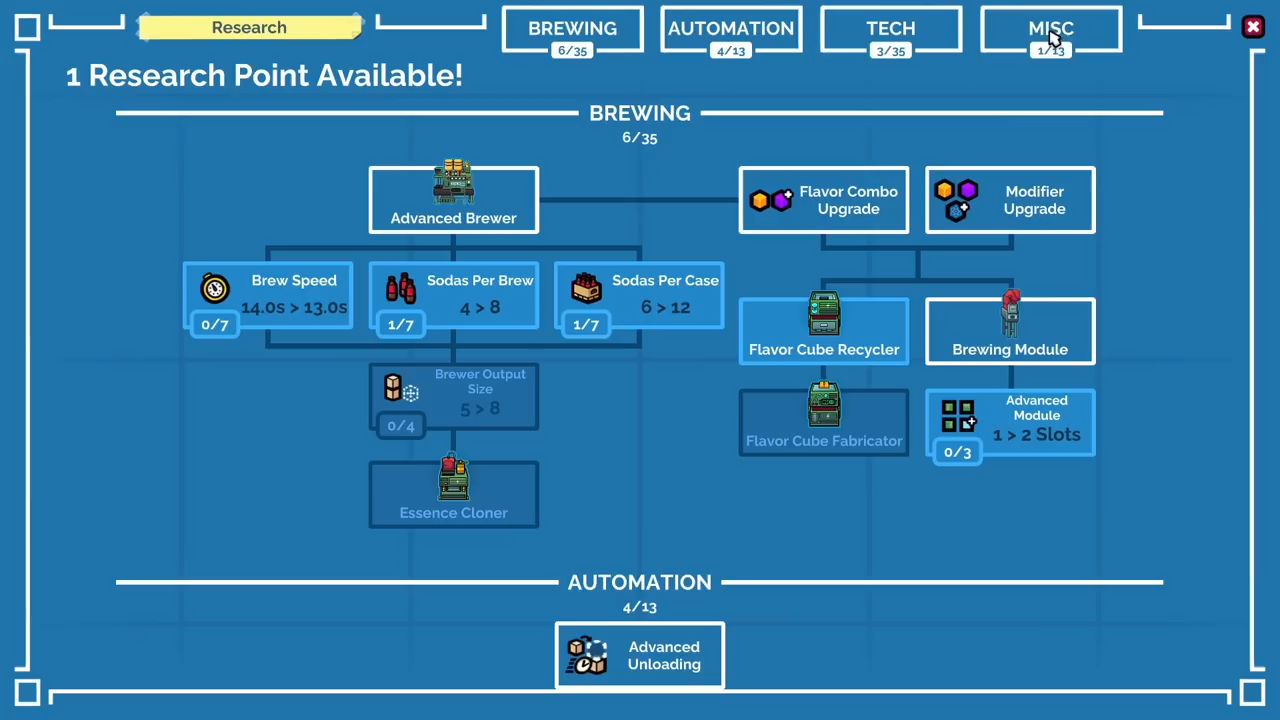 Research
BREWING
6/35
AUTOMATION
4/13
TECH
3/35
MISC
1/13
1 Research Point Available!
BREWING
6/35
Advanced Brewer
Flavor Combo
Upgrade
Modifier
Upgrade
Brew Speed
14.0s > 13.0s
0/7
Sodas Per Brew
4 > 8
1/7
Sodas Per Case
6 > 12
1/7
Flavor Cube Recycler
Brewing Module
Brewer Output
Size
5 > 8
0/4
Flavor Cube Fabricator
Advanced
Module
1 > 2 Slots
0/3
Essence Cloner
AUTOMATION
4/13
Advanced
Unloading